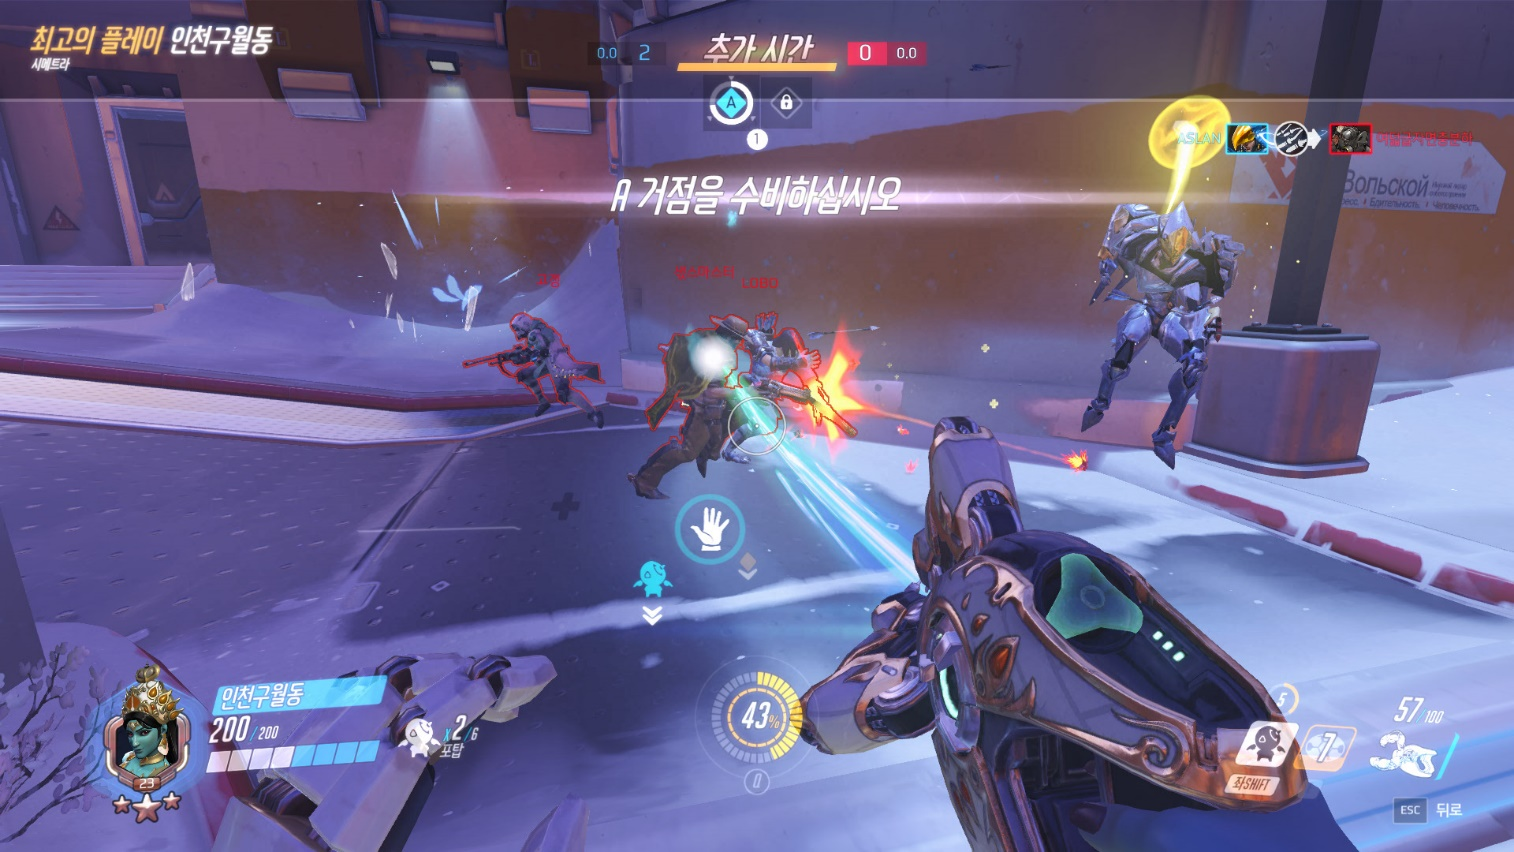 최고의 플레이 인천구월동
시메트라
0.0 2 추가 시간 0 0.0
A
1
ASLAN
A 거점을 수비하십시오
Вольской
LOBO
인천구월동
200/200
x2/6
포탑
23
43%
0
5
7
좌SHIFT
57/100
ESC 뒤로